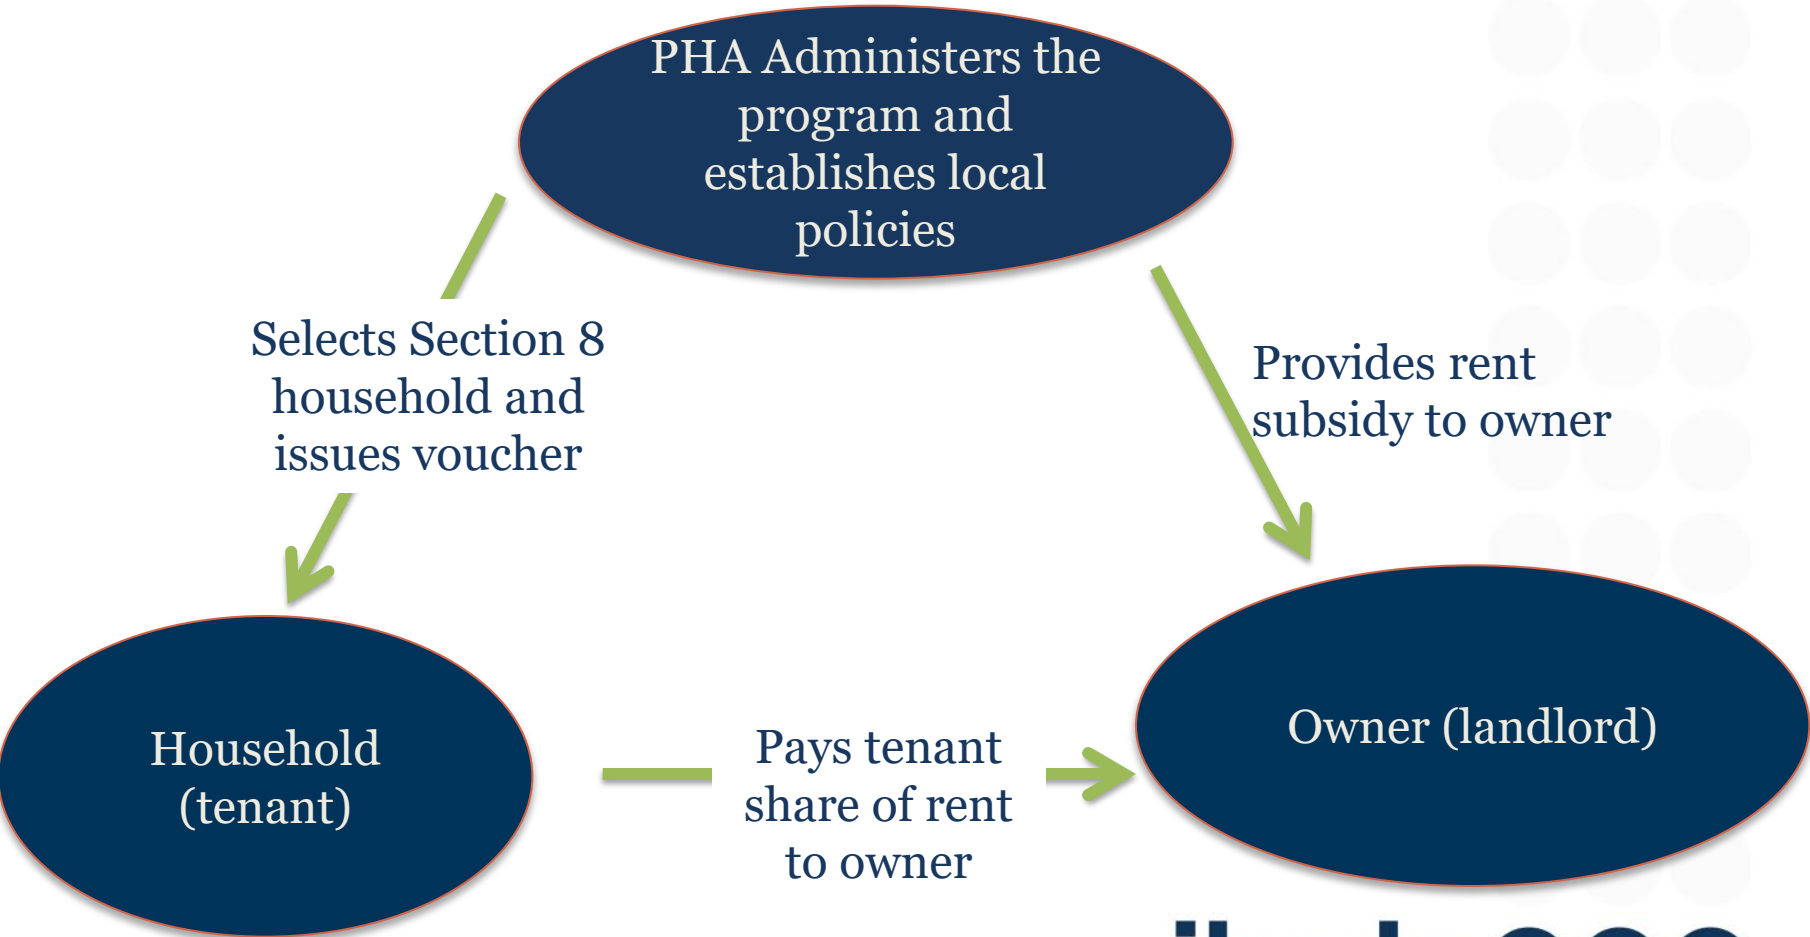 PHA Administers the
program and
establishes local
policies
Selects Section 8
household and
issues voucher
Provides rent
subsidy to owner
Household
(tenant)
Pays tenant
share of rent
to owner
Owner (landlord)